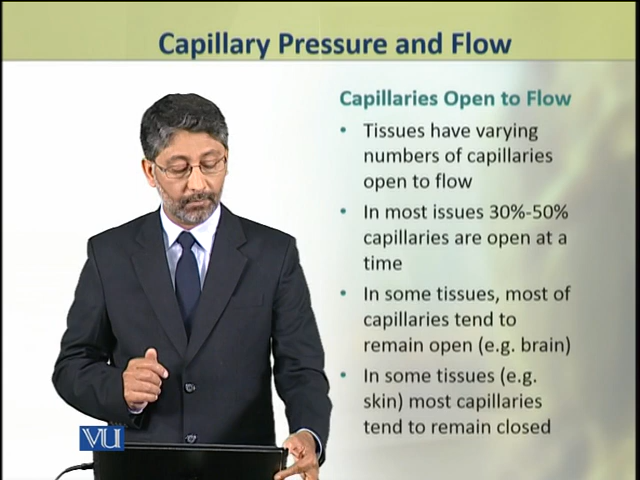 Capillary Pressure and Flow
Capillaries Open to Flow
• Tissues have varying
numbers of capillaries
open to flow
• In most issues 30%-50%
capillaries are open at a
time
• In some tissues, most of
capillaries tend to
remain open (e.g. brain)
• In some tissues (e.g.
skin) most capillaries
tend to remain closed
VU